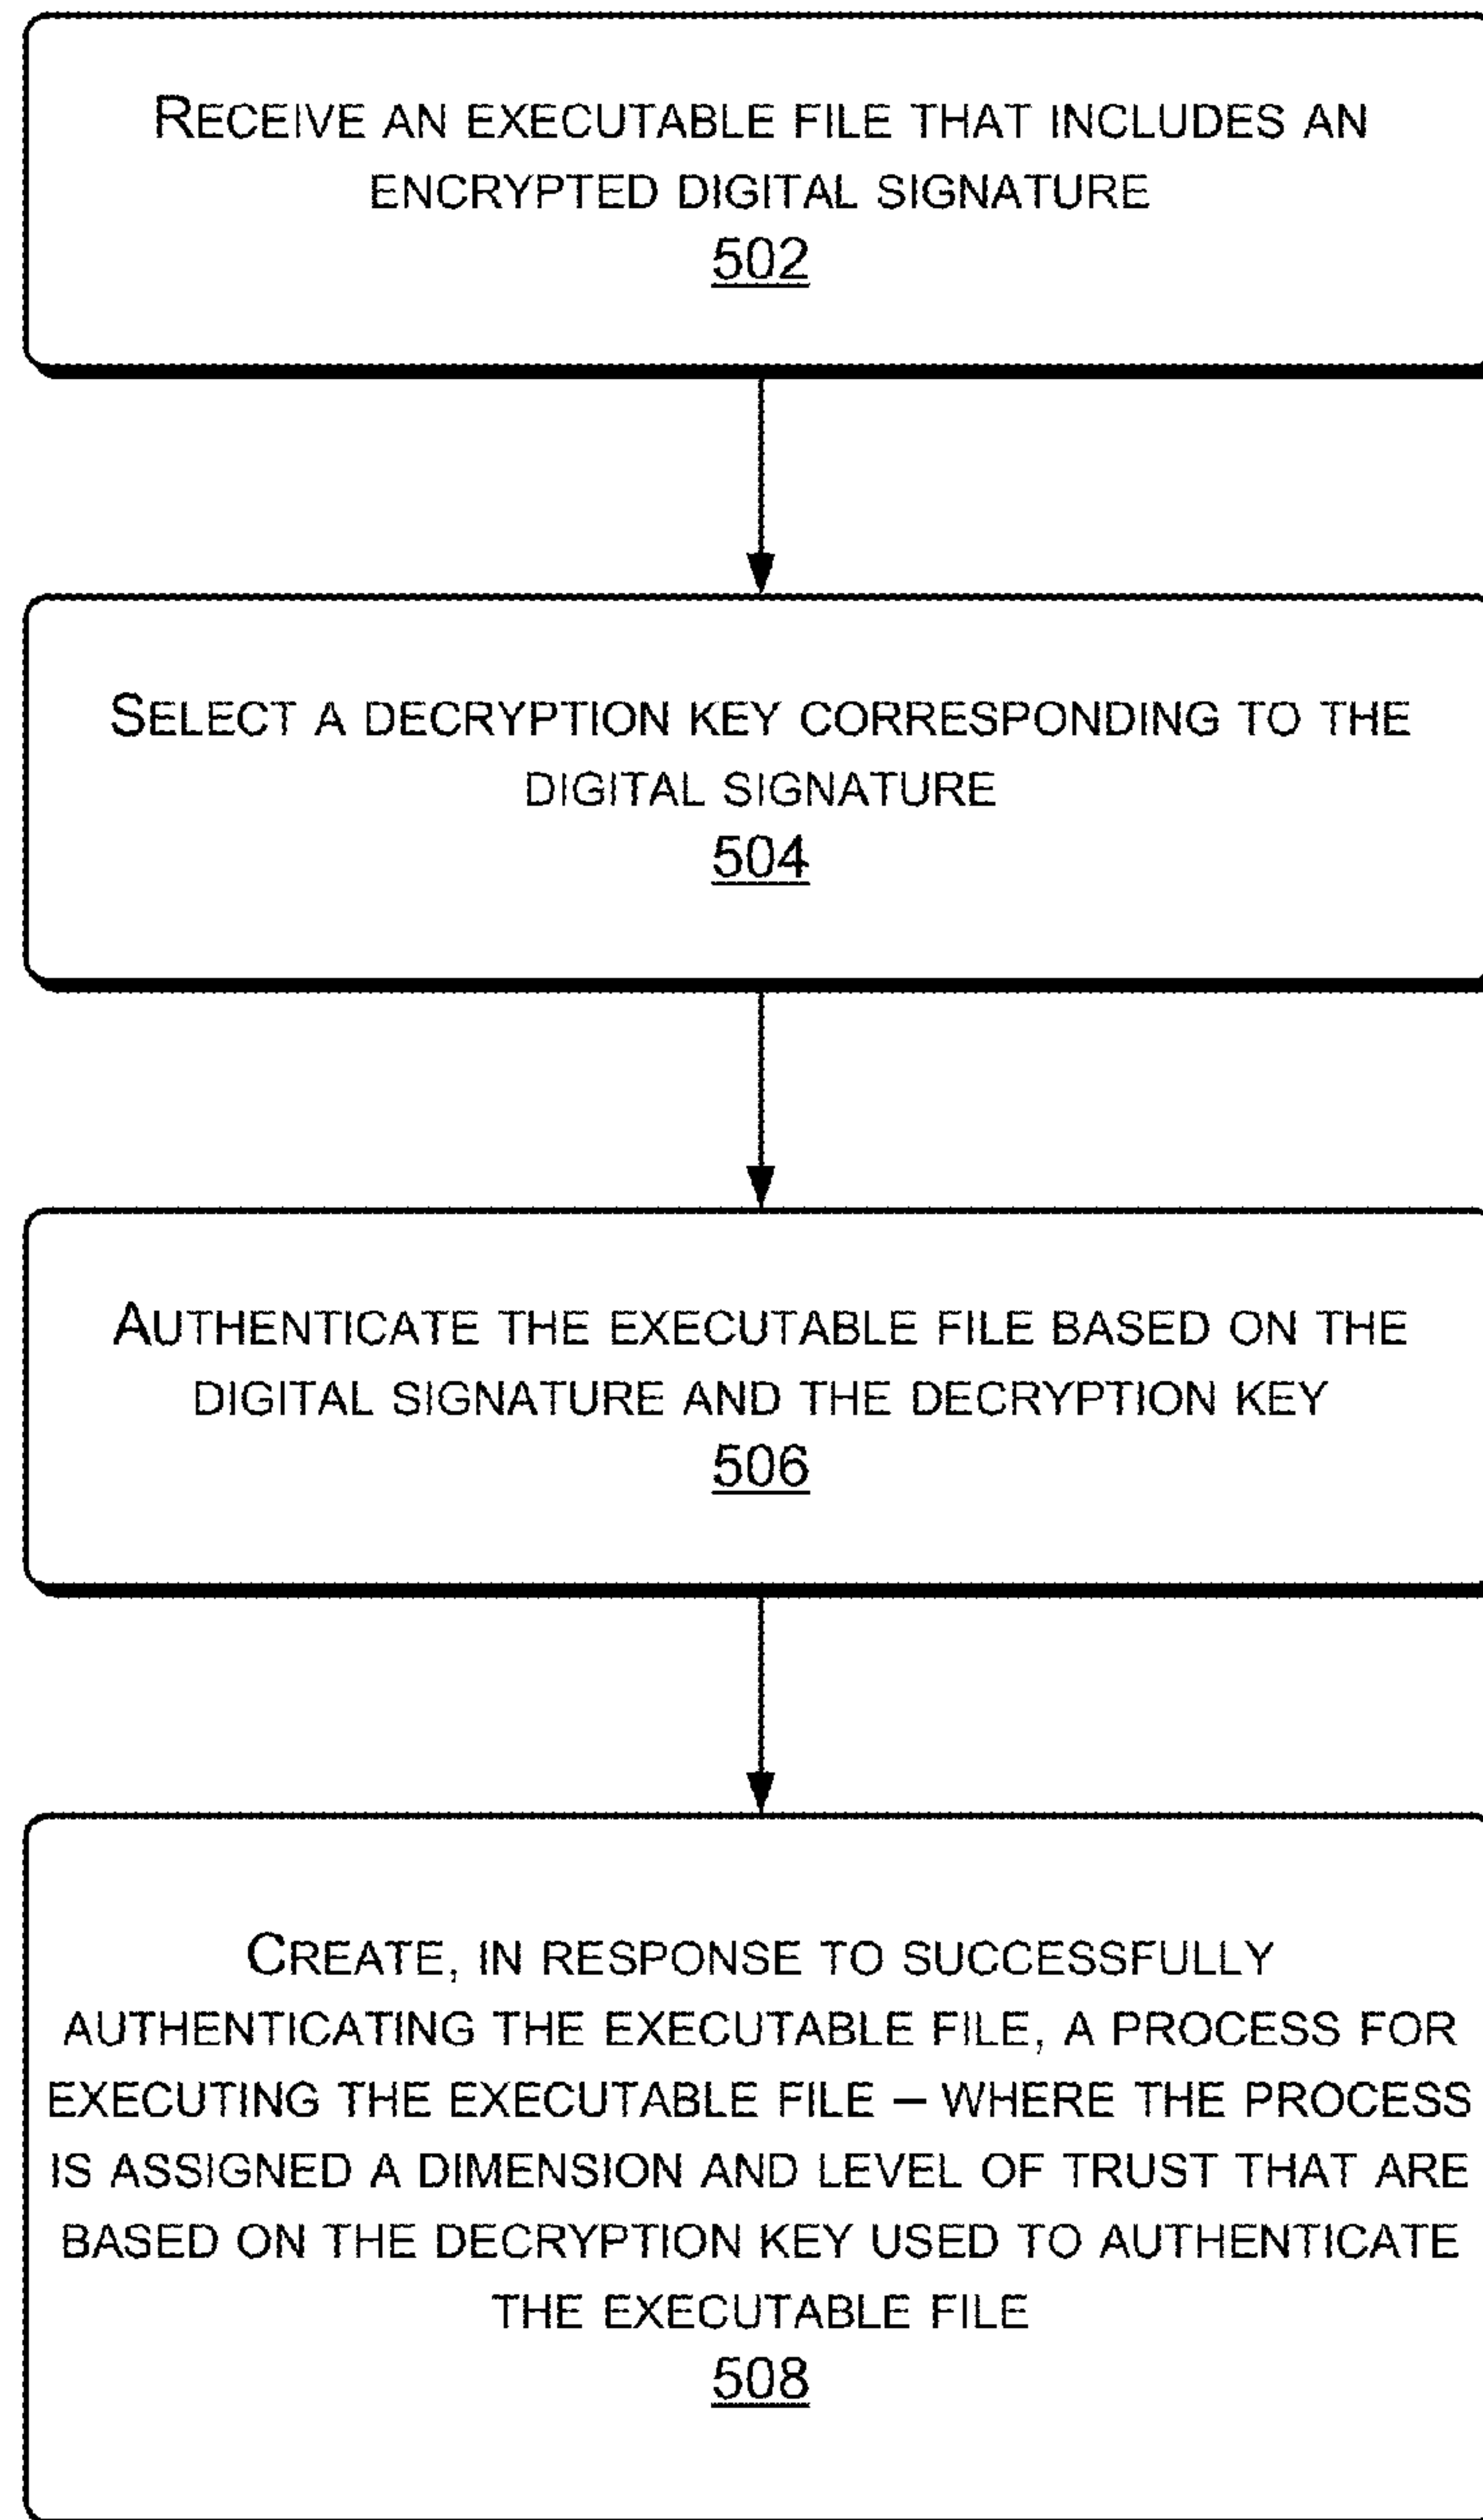 RECEIVE AN EXECUTABLE FILE THAT INCLUDES AN
ENCRYPTED DIGITAL SIGNATURE
502
SELECT A DECRYPTION KEY CORRESPONDING TO THE
DIGITAL SIGNATURE
504
AUTHENTICATE THE EXECUTABLE FILE BASED ON THE
DIGITAL SIGNATURE AND THE DECRYPTION KEY
506
CREATE, IN RESPONSE TO SUCCESSFULLY
AUTHENTICATING THE EXECUTABLE FILE, A PROCESS FOR
EXECUTING THE EXECUTABLE FILE – WHERE THE PROCESS
IS ASSIGNED A DIMENSION AND LEVEL OF TRUST THAT ARE
BASED ON THE DECRYPTION KEY USED TO AUTHENTICATE
THE EXECUTABLE FILE
508